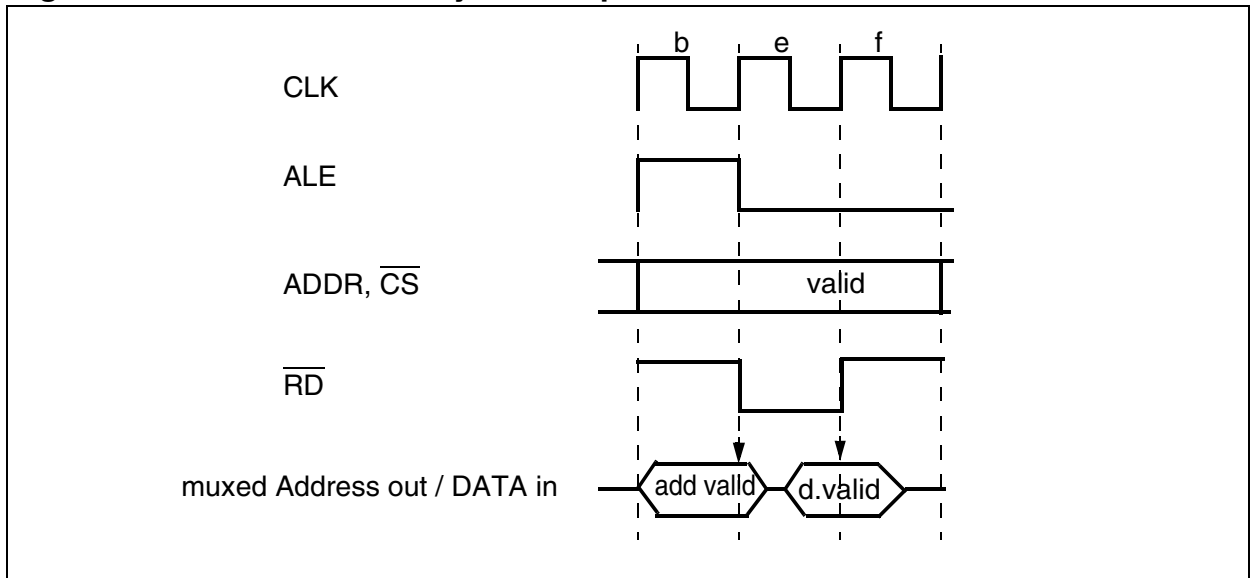 b e f
CLK
ALE
ADDR, CS
valid
RD
muxed Address out / DATA in
add valid
d.valid